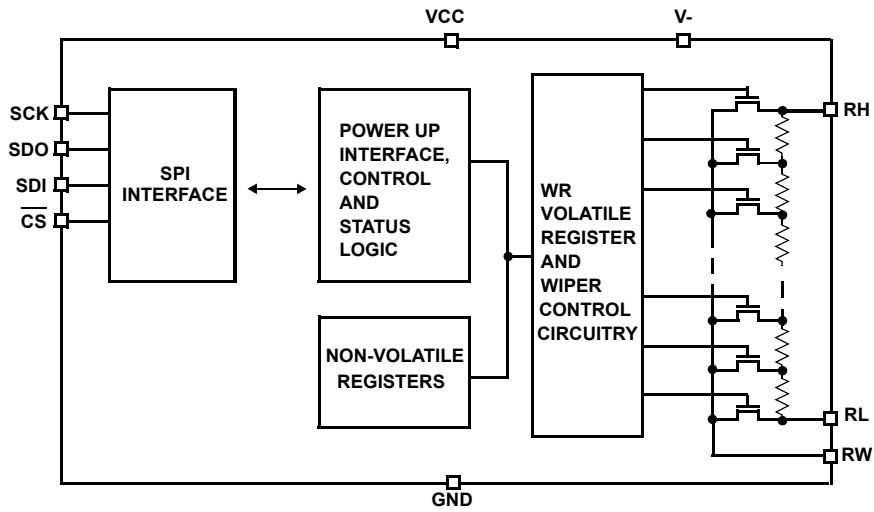 VCC
V-
SCK
SDO
SDI
CS
SPI
INTERFACE
POWER UP
INTERFACE,
CONTROL
AND
STATUS
LOGIC
NON-VOLATILE
REGISTERS
WR
VOLATILE
REGISTER
AND
WIPER
CONTROL
CIRCUITRY
RH
RL
RW
GND